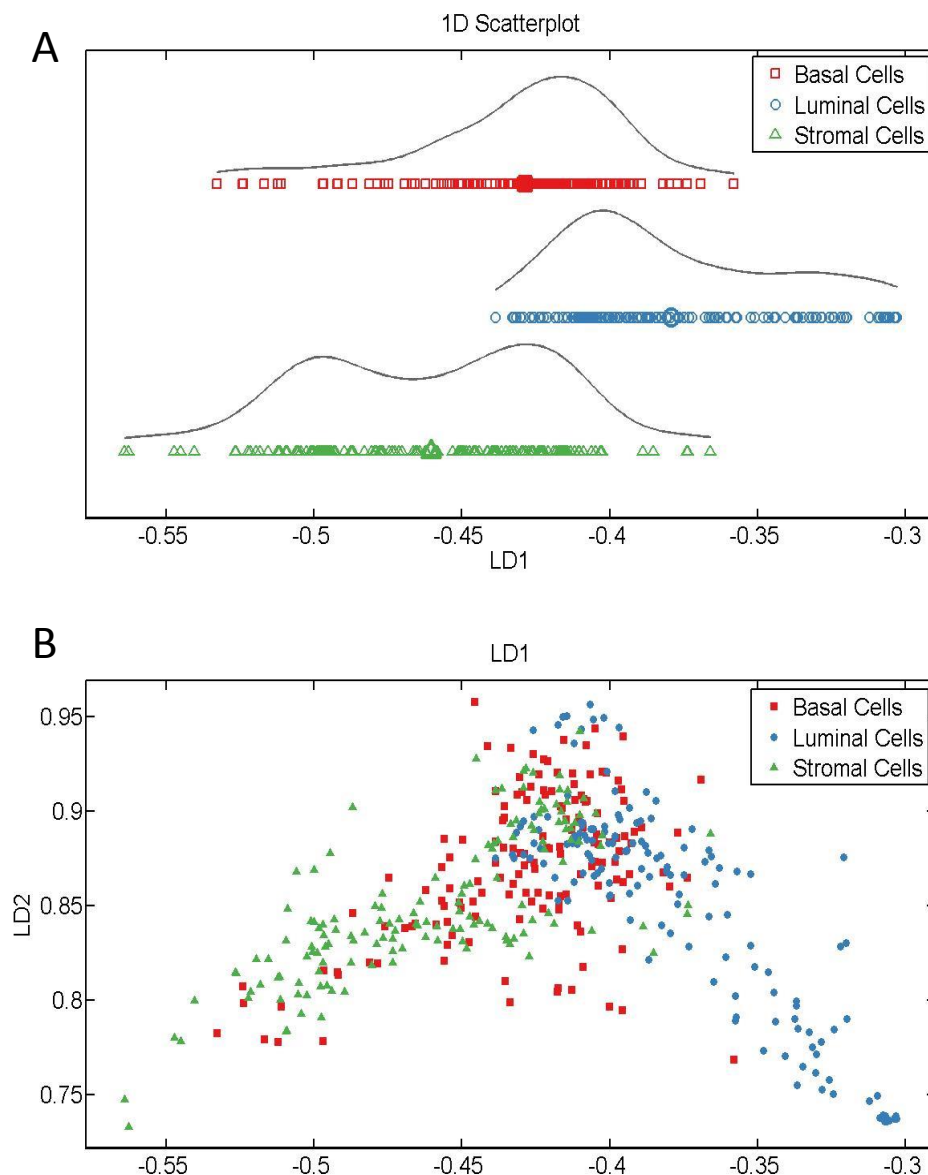 A
1D Scatterplot
Basal Cells
Luminal Cells
Stromal Cells
-0.55 -0.5 -0.45 -0.4 -0.35 -0.3
LD1
B
LD1
Basal Cells
Luminal Cells
Stromal Cells
0.95
0.9
0.85
0.8
0.75
LD2
-0.55 -0.5 -0.45 -0.4 -0.35 -0.3